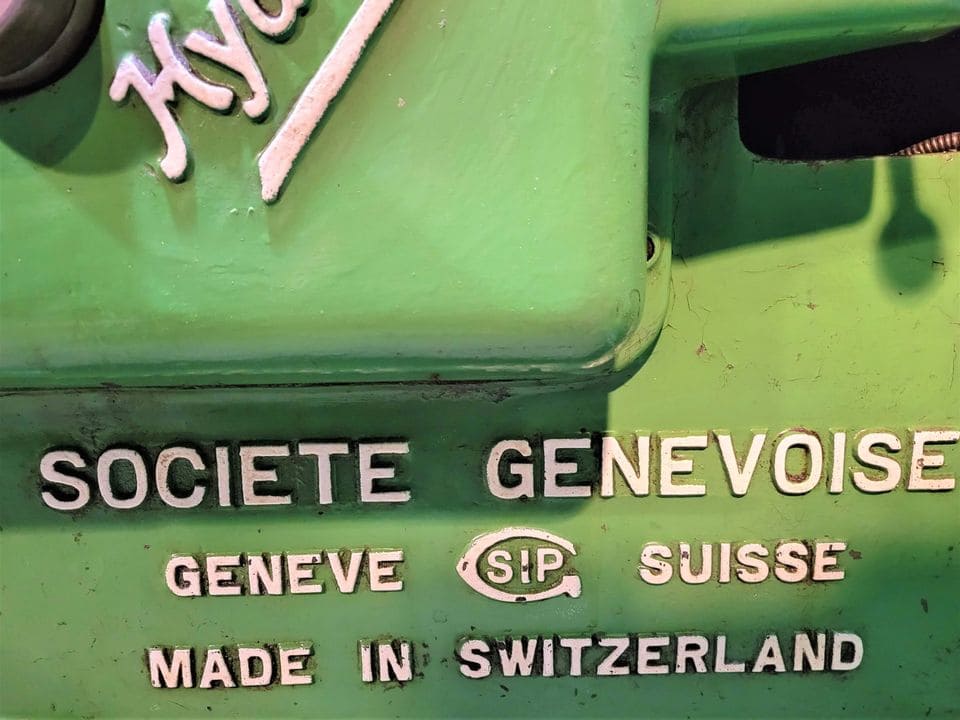 SOCIETE GENEVOISE
GENEVE SIP SUISSE
MADE IN SWITZERLAND